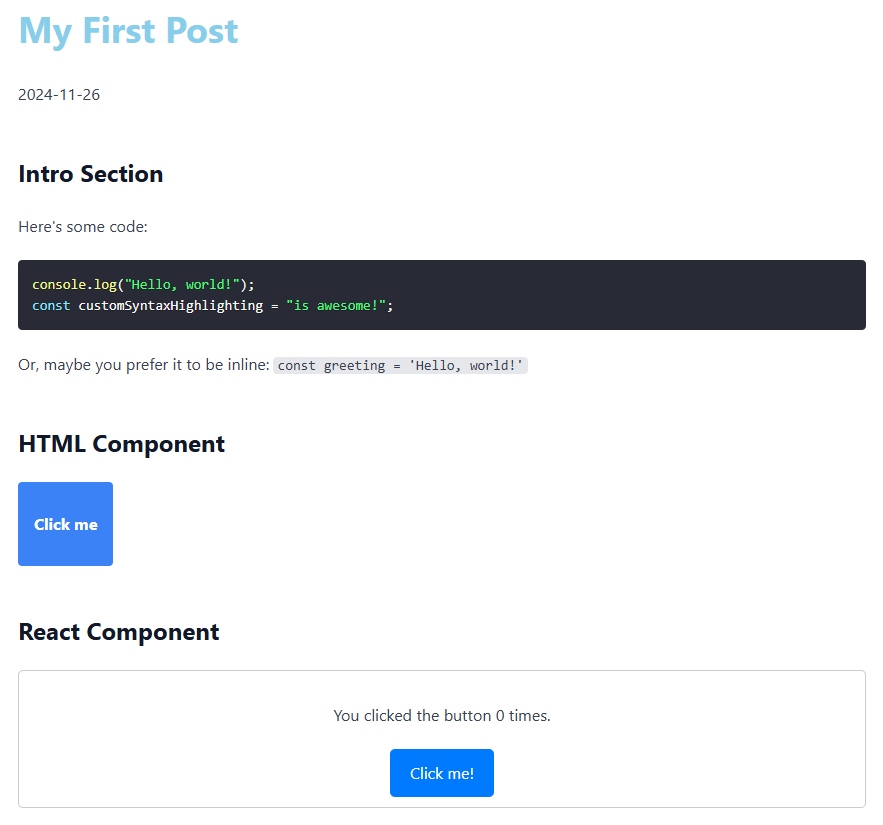 My First Post
2024-11-26
Intro Section
Here's some code:
console.log("Hello, world!");
const customSyntaxHighlighting = "is awesome!";
Or, maybe you prefer it to be inline: const greeting = 'Hello, world!'
HTML Component
Click me
React Component
You clicked the button 0 times.
Click me!